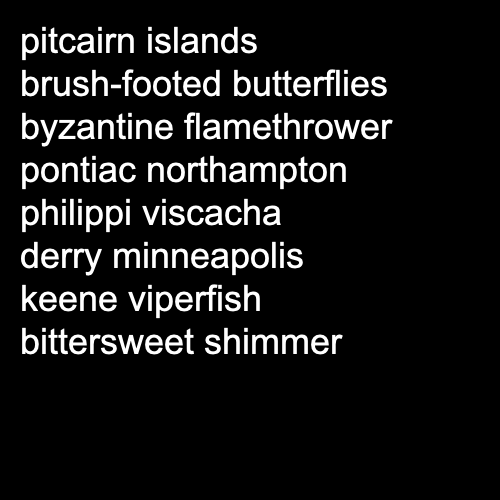 pitcairn islands
brush-footed butterflies
byzantine flamethrower
pontiac northampton
philippi viscacha
derry minneapolis
keene viperfish
bittersweet shimmer